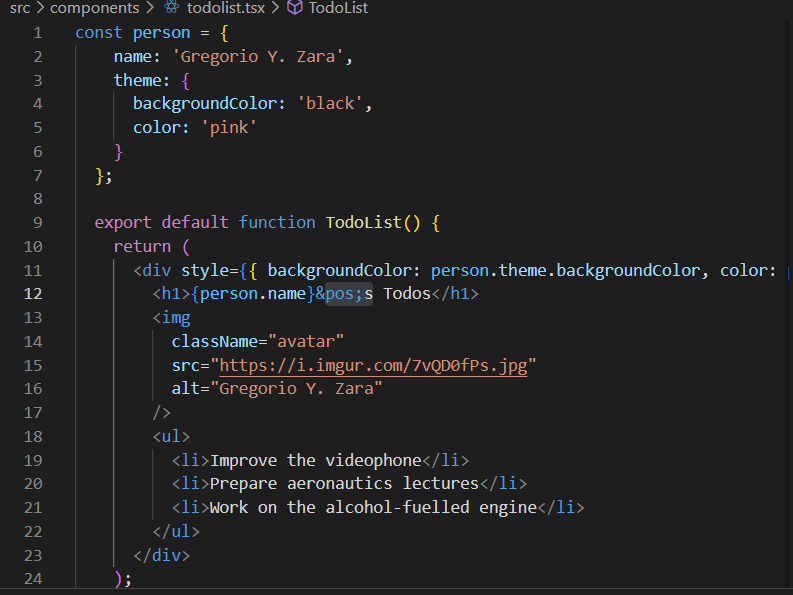 src > components > todolist.tsx > TodoList
1 const person = {
2 name: 'Gregorio Y. Zara',
3 theme: {
4 backgroundColor: 'black',
5 color: 'pink'
6 }
7 };
8
9 export default function TodoList() {
10 return (
11 <div style={{ backgroundColor: person.theme.backgroundColor, color:
12 <h1>{person.name}&pos;s Todos</h1>
13 <img
14 className="avatar"
15 src="https://i.imgur.com/7vQD0fPs.jpg"
16 alt="Gregorio Y. Zara"
17 />
18 <ul>
19 <li>Improve the videophone</li>
20 <li>Prepare aeronautics lectures</li>
21 <li>Work on the alcohol-fuelled engine</li>
22 </ul>
23 </div>
24 );